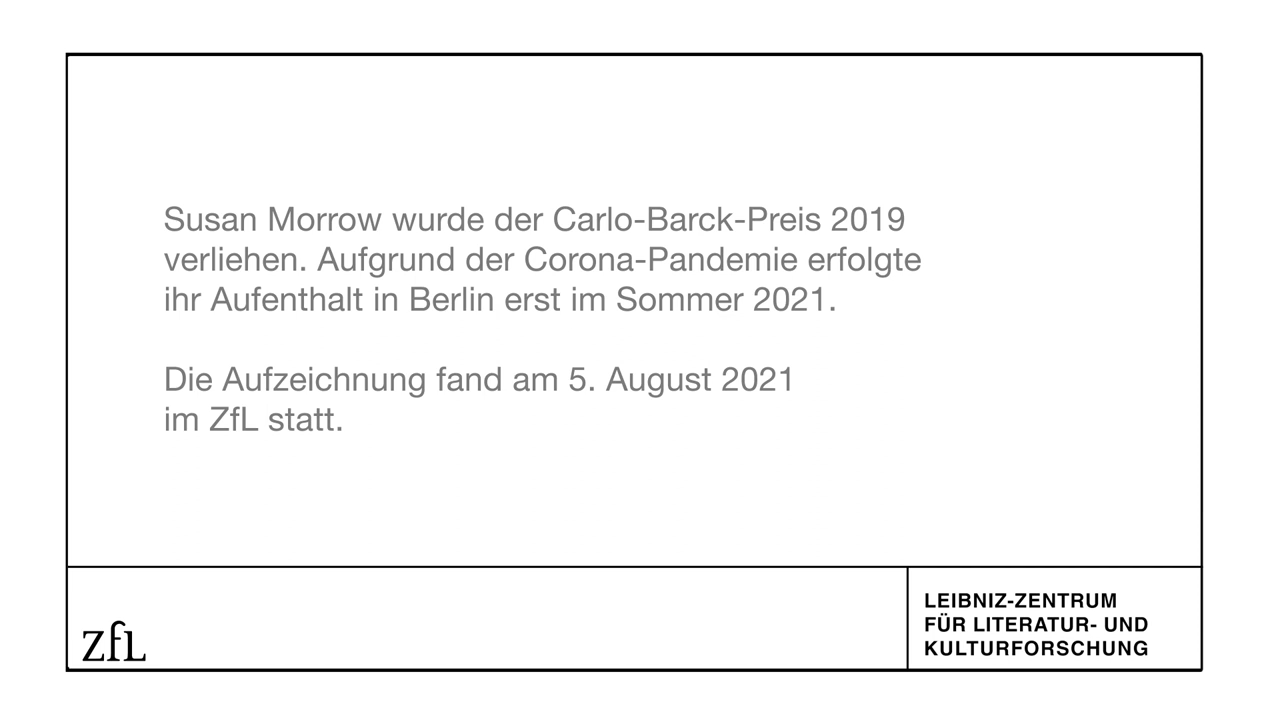 Susan Morrow wurde der Carlo-Barck-Preis 2019
verliehen. Aufgrund der Corona-Pandemie erfolgte
ihr Aufenthalt in Berlin erst im Sommer 2021.
Die Aufzeichnung fand am 5. August 2021
im ZfL statt.
ZfL
LEIBNIZ-ZENTRUM
FÜR LITERATUR- UND
KULTURFORSCHUNG